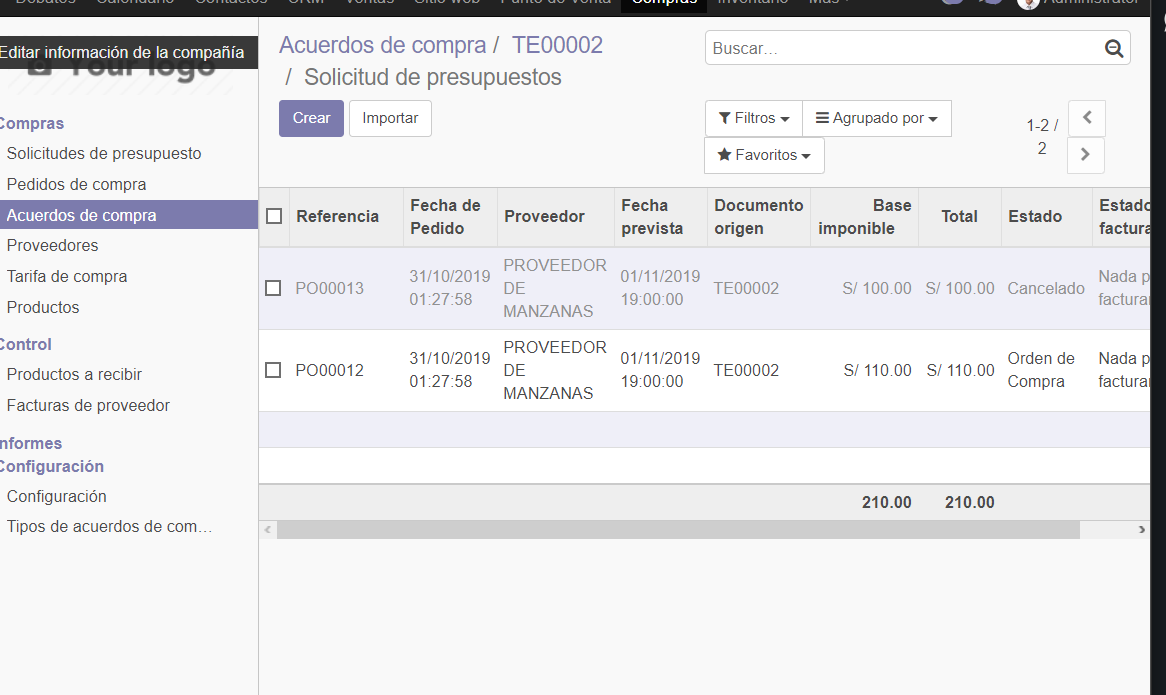 Debates Calendario Contactos CRM Ventas Sitio web Punto de Venta Compras Inventario Más Administrator
Editar información de la compañía
Your logo
Acuerdos de compra / TE00002
/ Solicitud de presupuestos
Buscar...
Crear Importar
Filtros Agrupado por
Favoritos
1-2 /
2
Compras
Solicitudes de presupuesto
Pedidos de compra
Acuerdos de compra
Proveedores
Tarifa de compra
Productos
Control
Productos a recibir
Facturas de proveedor
Informes
Configuración
Configuración
Tipos de acuerdos de com...
Referencia Fecha de Pedido Proveedor Fecha prevista Documento origen Base imponible Total Estado Estado factura
PO00013 31/10/2019 01:27:58 PROVEEDOR DE MANZANAS 01/11/2019 19:00:00 TE00002 S/ 100.00 S/ 100.00 Cancelado Nada p facturar
PO00012 31/10/2019 01:27:58 PROVEEDOR DE MANZANAS 01/11/2019 19:00:00 TE00002 S/ 110.00 S/ 110.00 Orden de Compra Nada p facturar
210.00 210.00